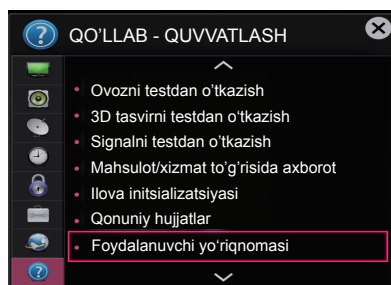 QO'LLAB - QUVVATLASH
Ovozni testdan o'tkazish
3D tasvirni testdan o'tkazish
Signalni testdan o'tkazish
Mahsulot/xizmat to'g'risida axborot
Ilova initsializatsiyasi
Qonuniy hujjatlar
Foydalanuvchi yo'riqnomasi